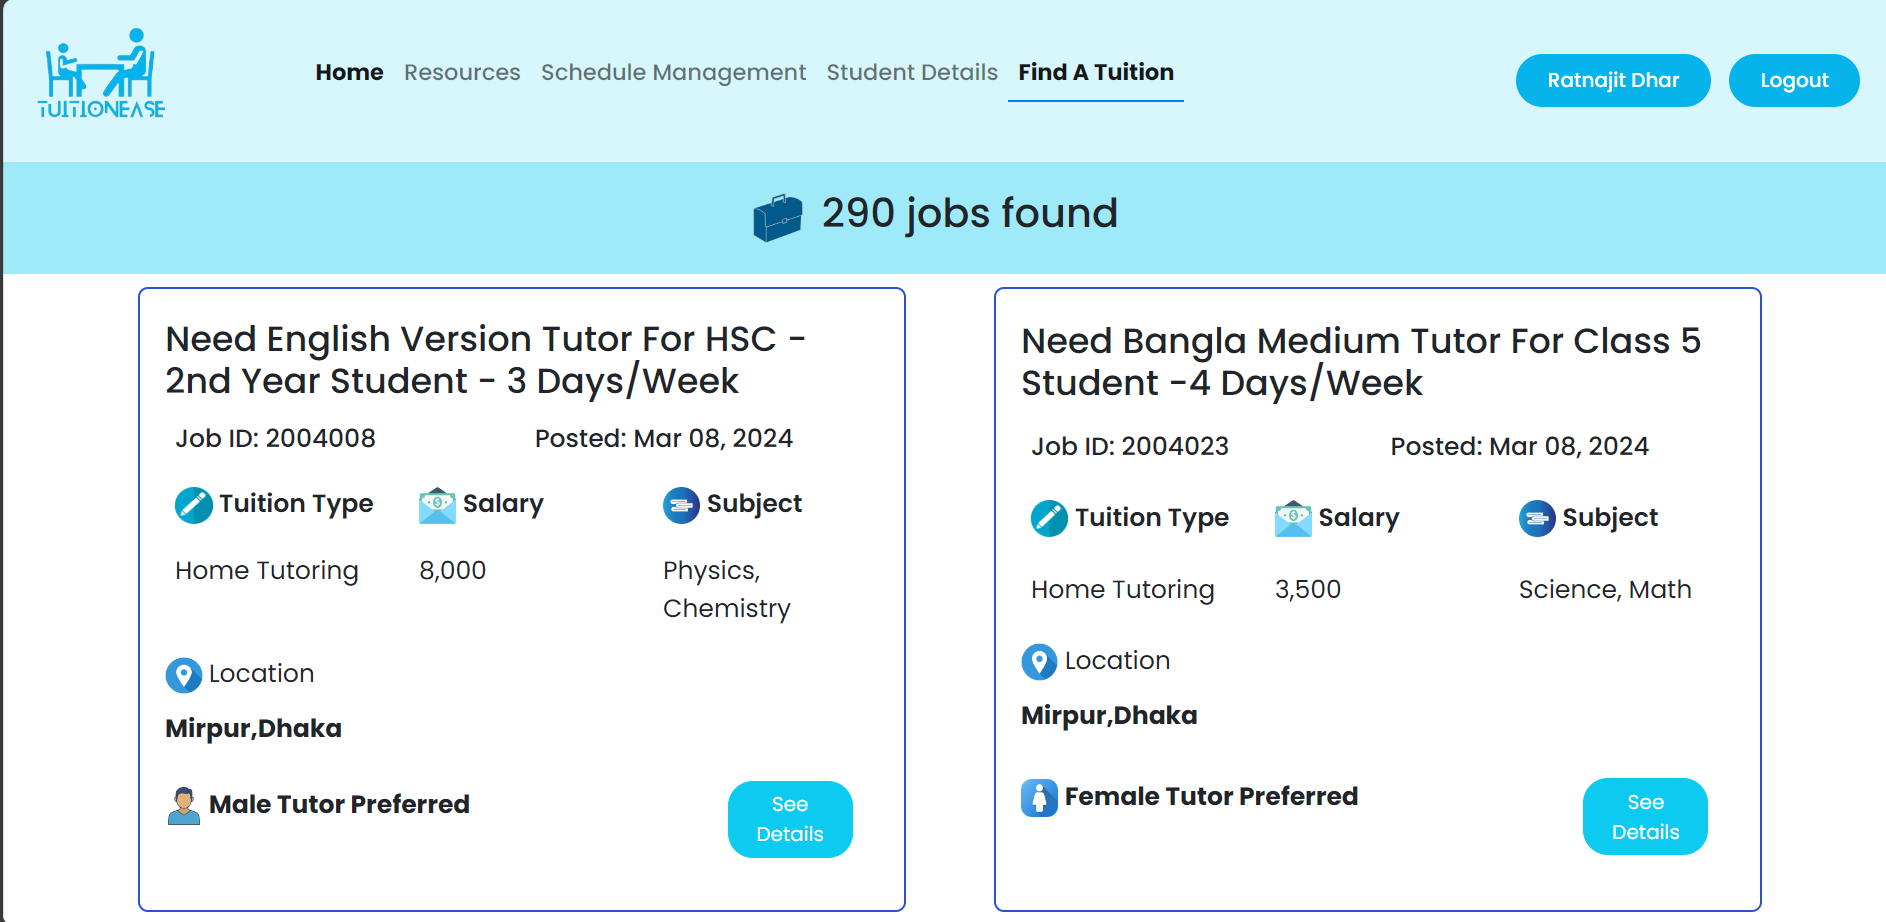 TUITIONEASE
Home Resources Schedule Management Student Details Find A Tuition
Ratnajit Dhar Logout
290 jobs found
Need English Version Tutor For HSC -
2nd Year Student - 3 Days/Week
Job ID: 2004008 Posted: Mar 08, 2024
Tuition Type Salary Subject
Home Tutoring 8,000 Physics,
Chemistry
Location
Mirpur,Dhaka
Male Tutor Preferred
See
Details
Need Bangla Medium Tutor For Class 5
Student -4 Days/Week
Job ID: 2004023 Posted: Mar 08, 2024
Tuition Type Salary Subject
Home Tutoring 3,500 Science, Math
Location
Mirpur,Dhaka
Female Tutor Preferred
See
Details